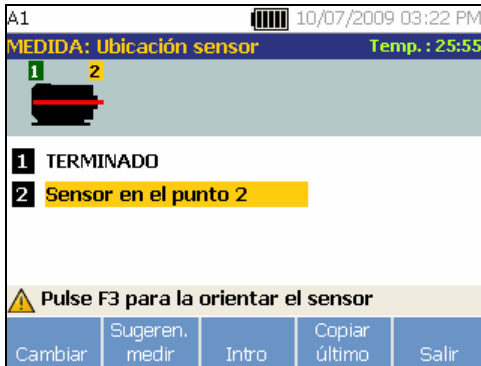 A1 10/07/2009 03:22 PM
MEDIDA: Ubicación sensor Temp. : 25:55
1 2
1 TERMINADO
2 Sensor en el punto 2
Pulse F3 para la orientar el sensor
Cambiar Sugeren. medir Intro Copiar último Salir